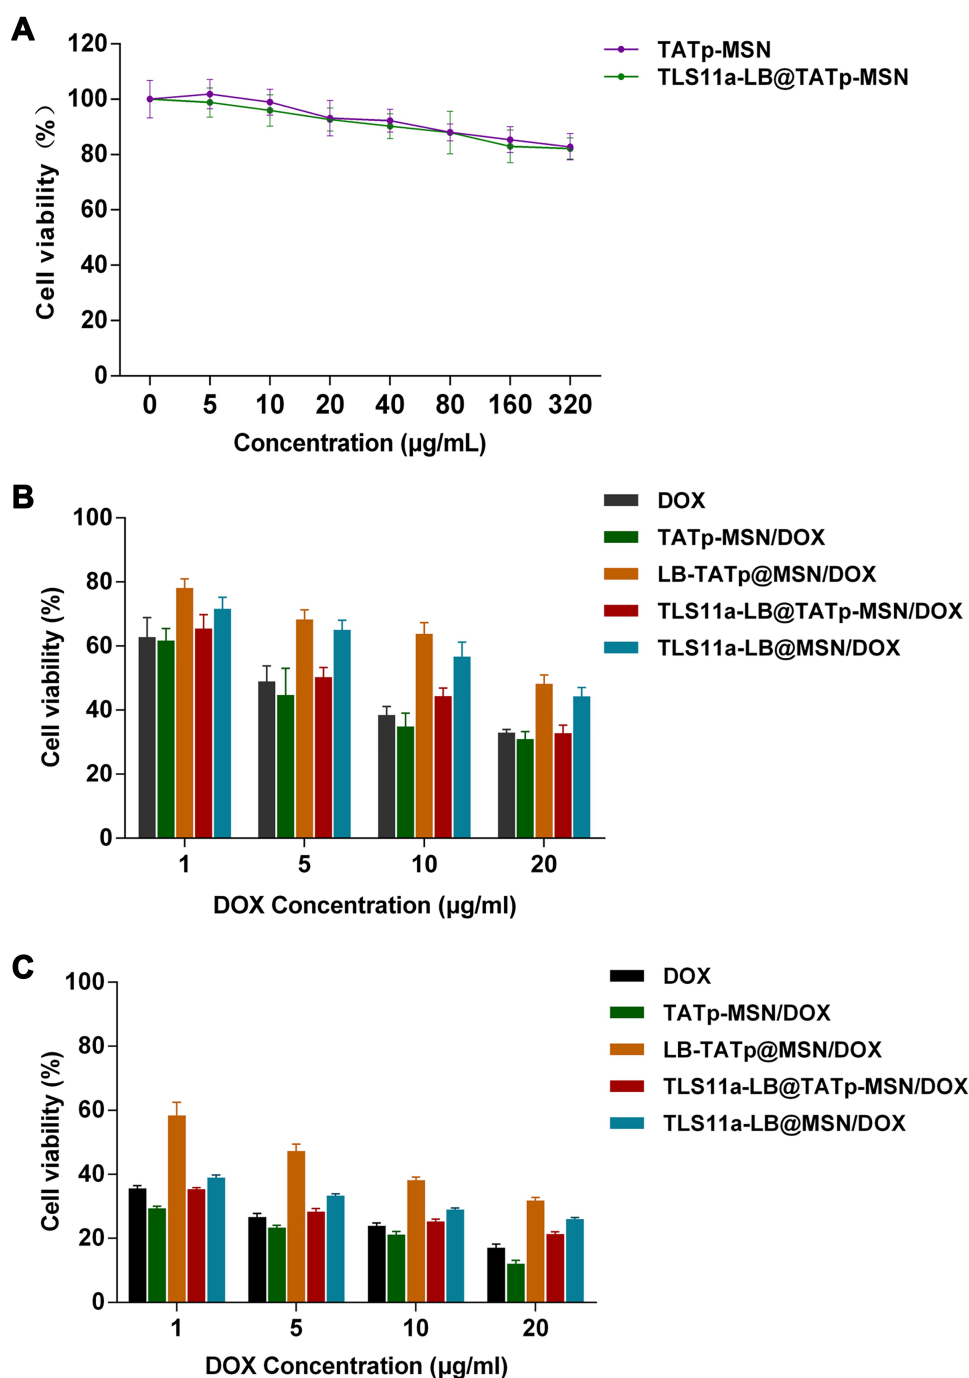 A
120
100
80
60
40
20
0
Cell viability (%)
0 5 10 20 40 80 160 320
Concentration (µg/mL)
TATp-MSN
TLS11a-LB@TATp-MSN
B
100
80
60
40
20
0
Cell viability (%)
1 5 10 20
DOX Concentration (µg/ml)
DOX
TATp-MSN/DOX
LB-TATp@MSN/DOX
TLS11a-LB@TATp-MSN/DOX
TLS11a-LB@MSN/DOX
C
100
80
60
40
20
0
Cell viability (%)
1 5 10 20
DOX Concentration (µg/ml)
DOX
TATp-MSN/DOX
LB-TATp@MSN/DOX
TLS11a-LB@TATp-MSN/DOX
TLS11a-LB@MSN/DOX